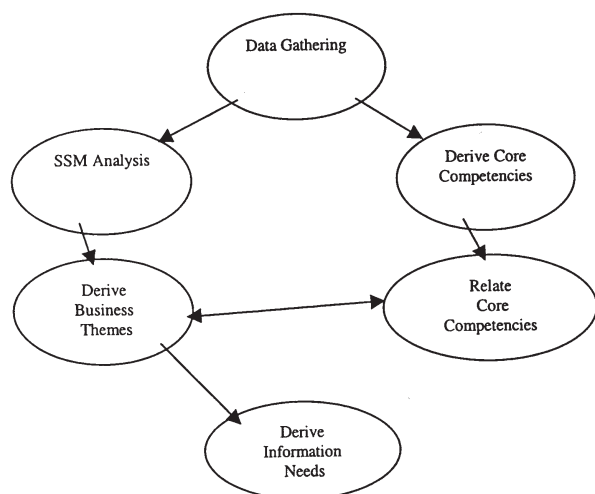 Data Gathering
SSM Analysis
Derive Core
Competencies
Derive
Business
Themes
Relate
Core
Competencies
Derive
Information
Needs